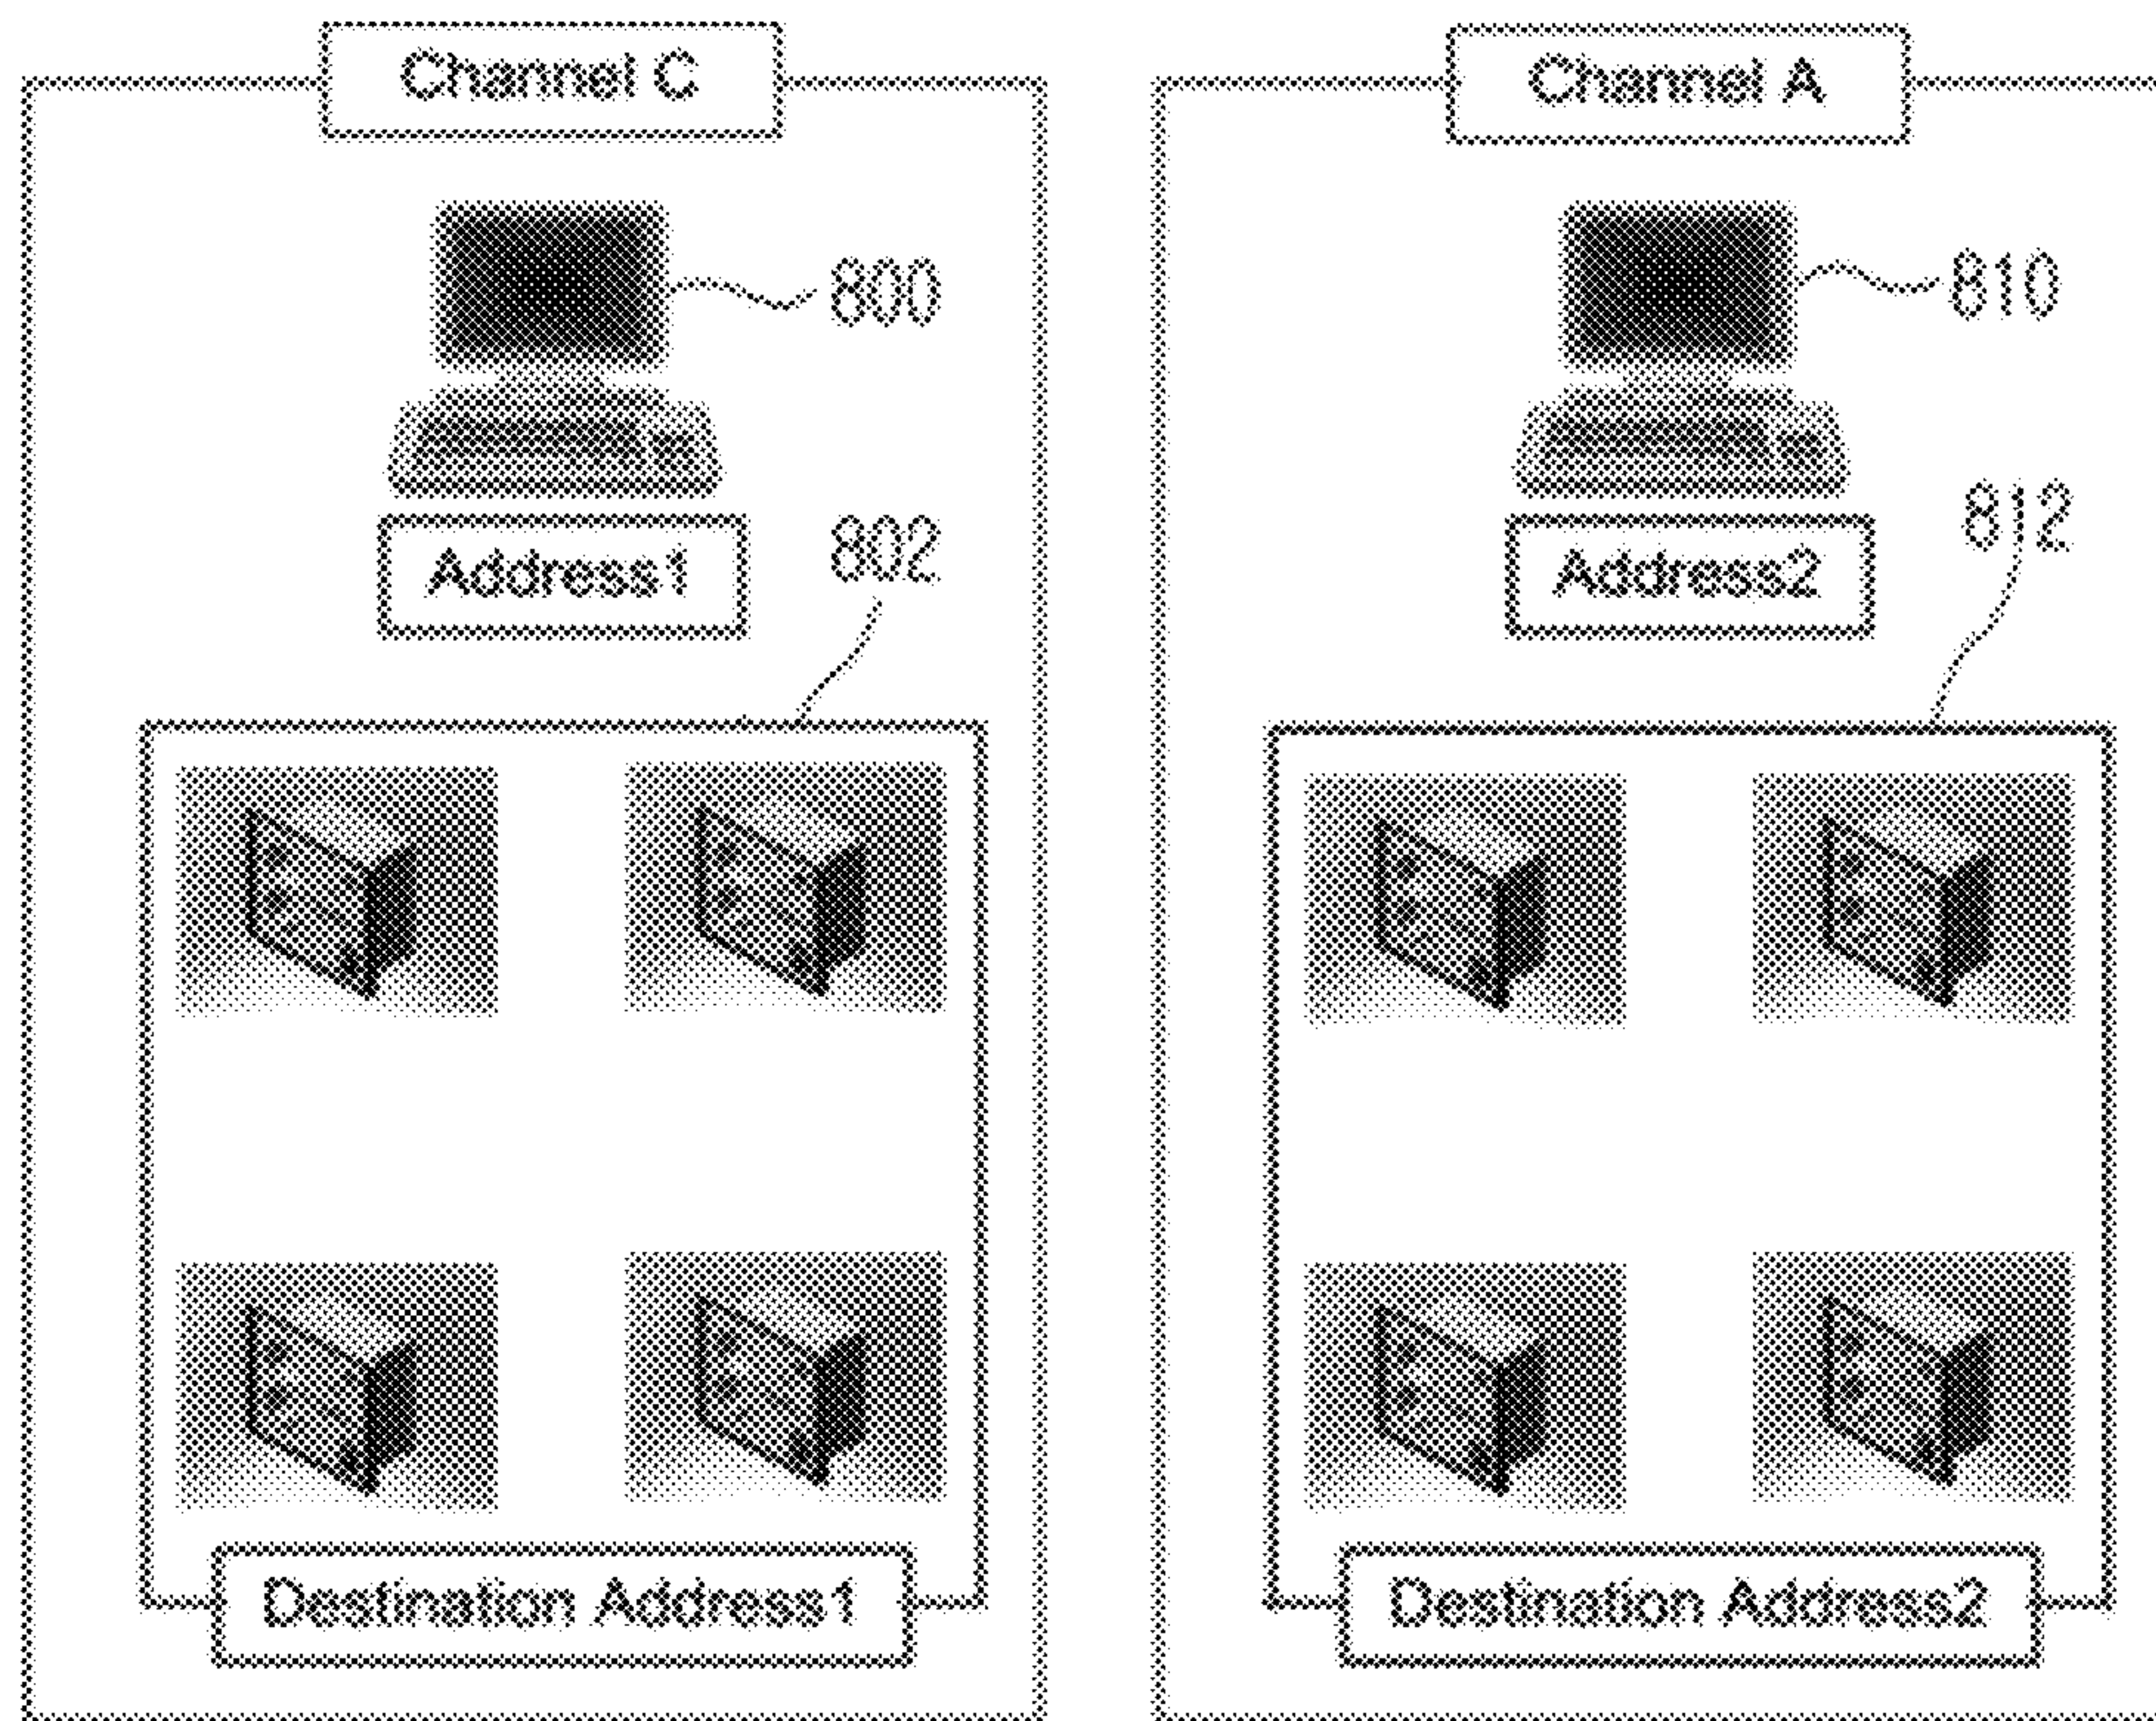 Channel C
800
Address1
802
Destination Address1
Channel A
810
Address2
812
Destination Address2